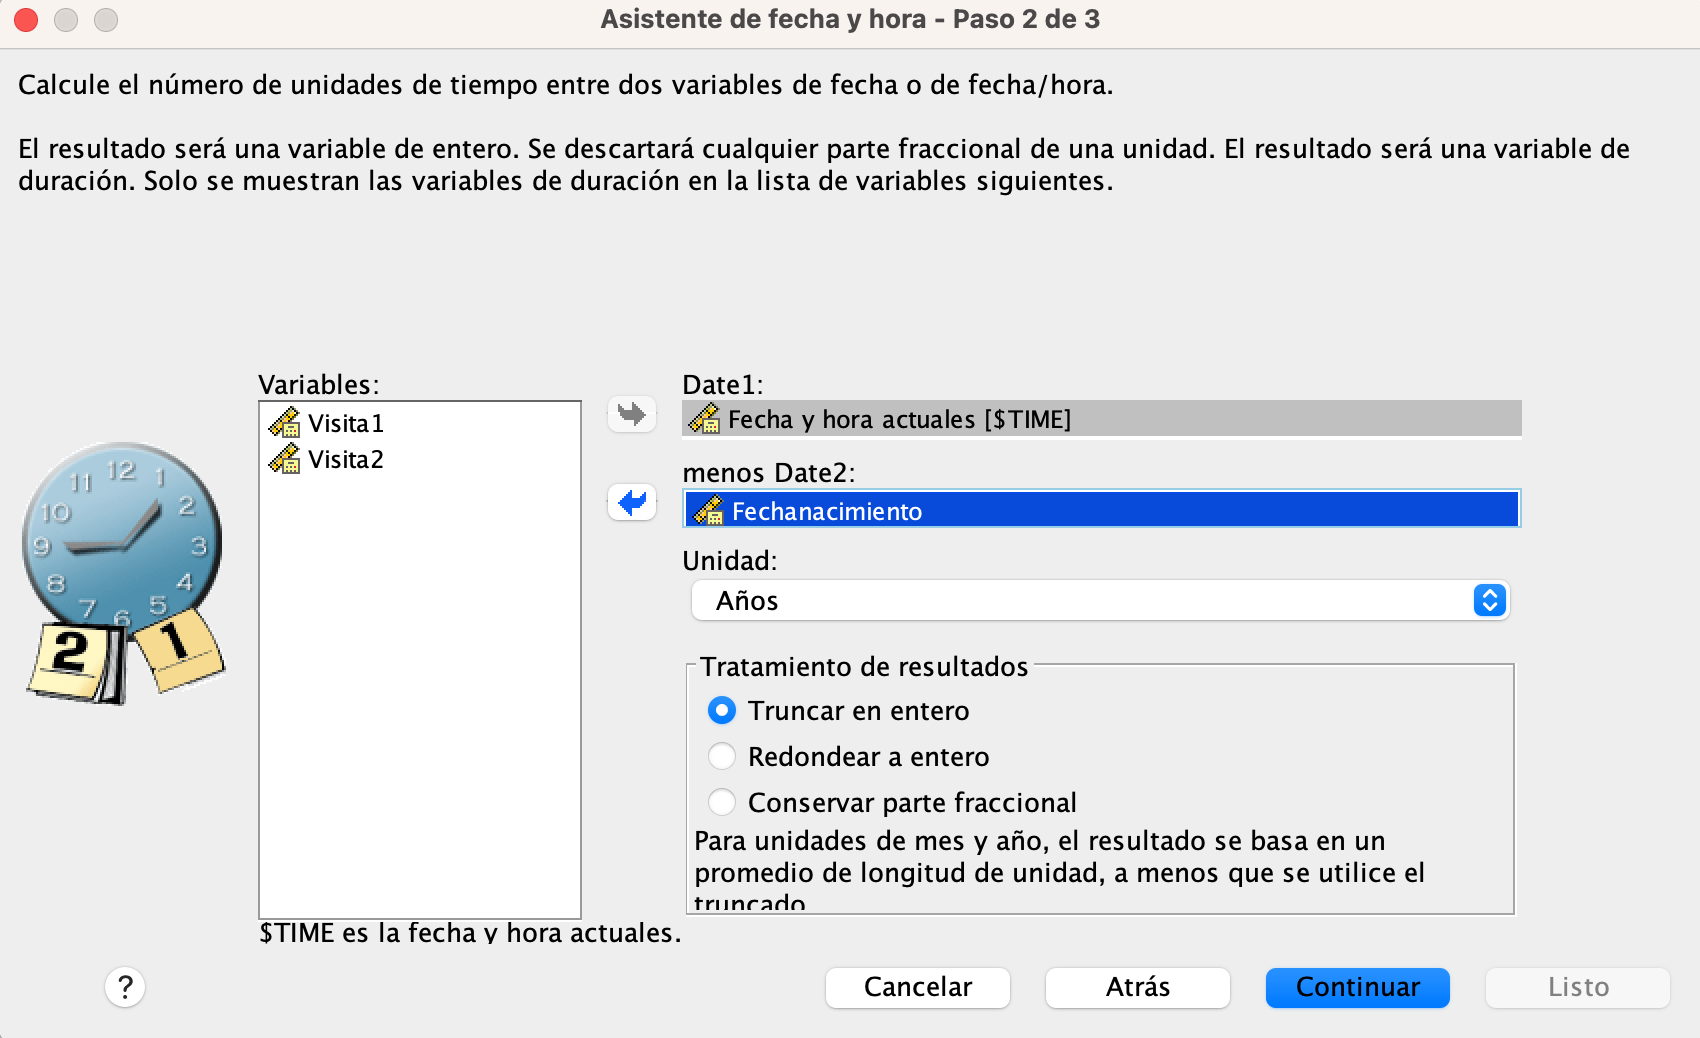 Asistente de fecha y hora - Paso 2 de 3
Calcule el número de unidades de tiempo entre dos variables de fecha o de fecha/hora.
El resultado será una variable de entero. Se descartará cualquier parte fraccional de una unidad. El resultado será una variable de
duración. Solo se muestran las variables de duración en la lista de variables siguientes.
12
1
2
3
4
5
6
7
8
9
10
11
2
1
Variables:
Visita1
Visita2
$TIME es la fecha y hora actuales.
Date1:
Fecha y hora actuales [$TIME]
menos Date2:
Fechanacimiento
Unidad:
Años
Tratamiento de resultados
Truncar en entero
Redondear a entero
Conservar parte fraccional
Para unidades de mes y año, el resultado se basa en un
promedio de longitud de unidad, a menos que se utilice el
truncado.
?
Cancelar
Atrás
Continuar
Listo